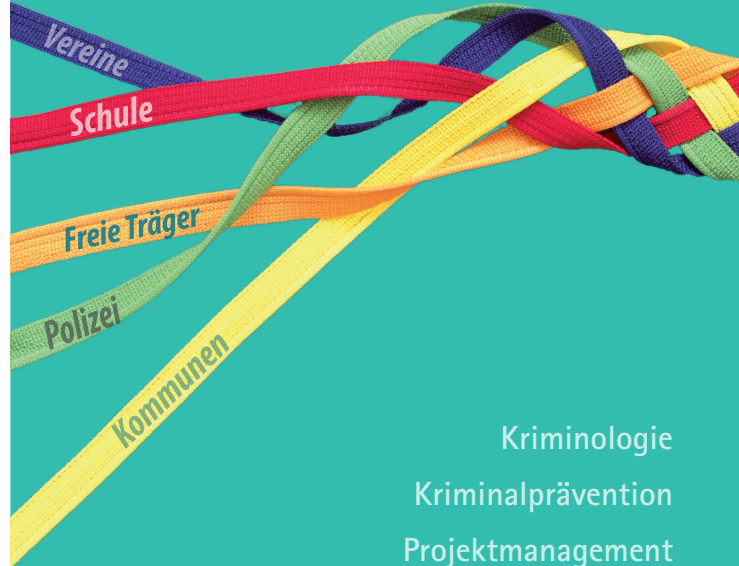 Vereine
Schule
Freie Träger
Polizei
Kommunen
Kriminologie
Kriminalprävention
Projektmanagement